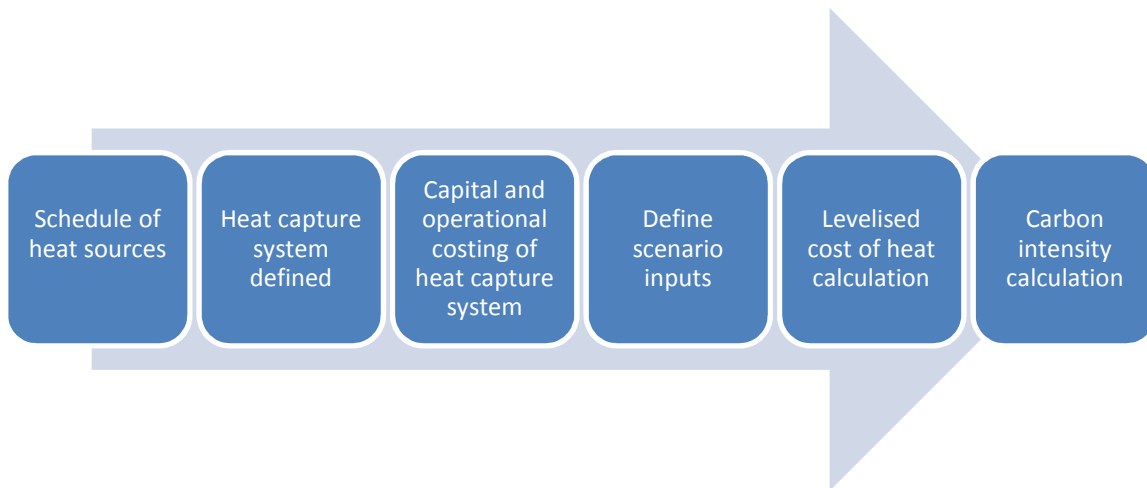 Schedule of
heat sources
Heat capture
system
defined
Capital and
operational
costing of
heat capture
system
Define
scenario
inputs
Levelised
cost of heat
calculation
Carbon
intensity
calculation